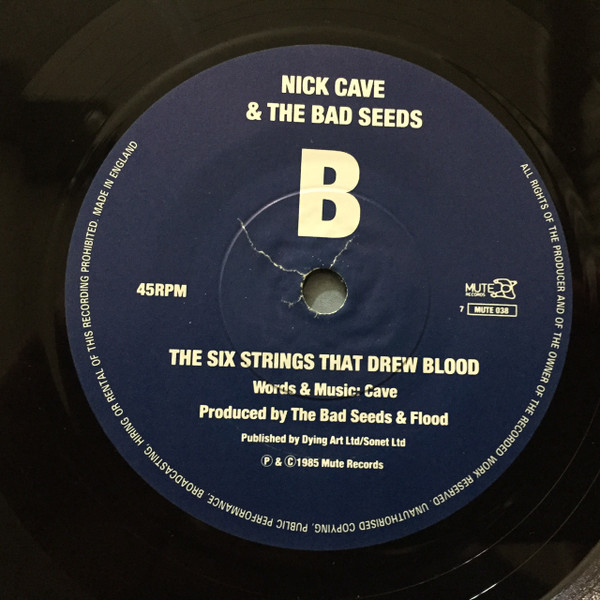 NICK CAVE
& THE BAD SEEDS
B
45RPM
MUTE
RECORDS
7 MUTE 038
THE SIX STRINGS THAT DREW BLOOD
Words & Music: Cave
Produced by The Bad Seeds & Flood
Published by Dying Art Ltd/Sonet Ltd
Ⓟ & Ⓒ1985 Mute Records
ALL RIGHTS OF THE PRODUCER AND OF THE OWNER OF THE RECORDED WORK RESERVED. UNAUTHORISED COPYING, PUBLIC PERFORMANCE, BROADCASTING, HIRING OR RENTAL OF THIS RECORDING PROHIBITED. MADE IN ENGLAND